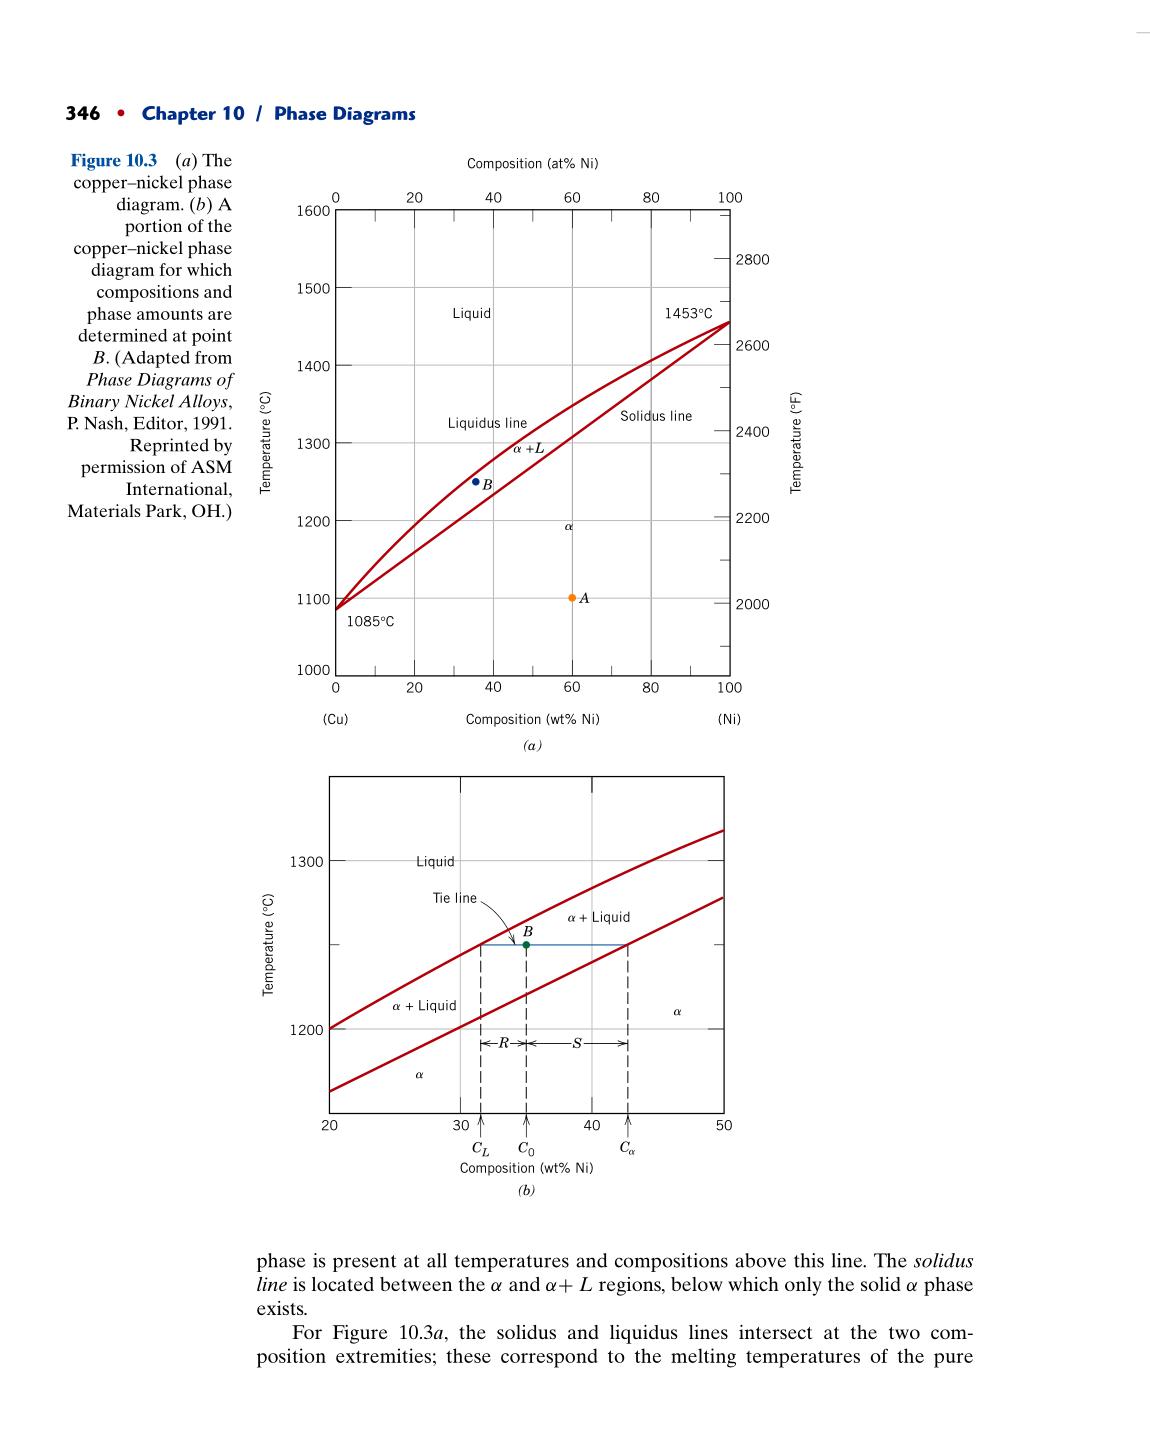 346 • Chapter 10 / Phase Diagrams
Figure 10.3 (a) The
copper–nickel phase
diagram. (b) A
portion of the
copper–nickel phase
diagram for which
compositions and
phase amounts are
determined at point
B. (Adapted from
Phase Diagrams of
Binary Nickel Alloys,
P. Nash, Editor, 1991.
Reprinted by
permission of ASM
International,
Materials Park, OH.)
Composition (at% Ni)
0 20 40 60 80 100
1600
2800
1500
Liquid
1453°C
2600
1400
Temperature (°C)
Temperature (°F)
Solidus line
Liquidus line
2400
1300
α +L
B
1200
2200
α
1100
A
2000
1085°C
1000
0 20 40 60 80 100
(Cu) Composition (wt% Ni) (Ni)
(a)
1300
Liquid
Tie line
α + Liquid
B
Temperature (°C)
α + Liquid
α
1200
R S
α
20 30 40 50
CL C0 Cα
Composition (wt% Ni)
(b)
phase is present at all temperatures and compositions above this line. The solidus
line is located between the α and α+ L regions, below which only the solid α phase
exists.
For Figure 10.3a, the solidus and liquidus lines intersect at the two com-
position extremities; these correspond to the melting temperatures of the pure